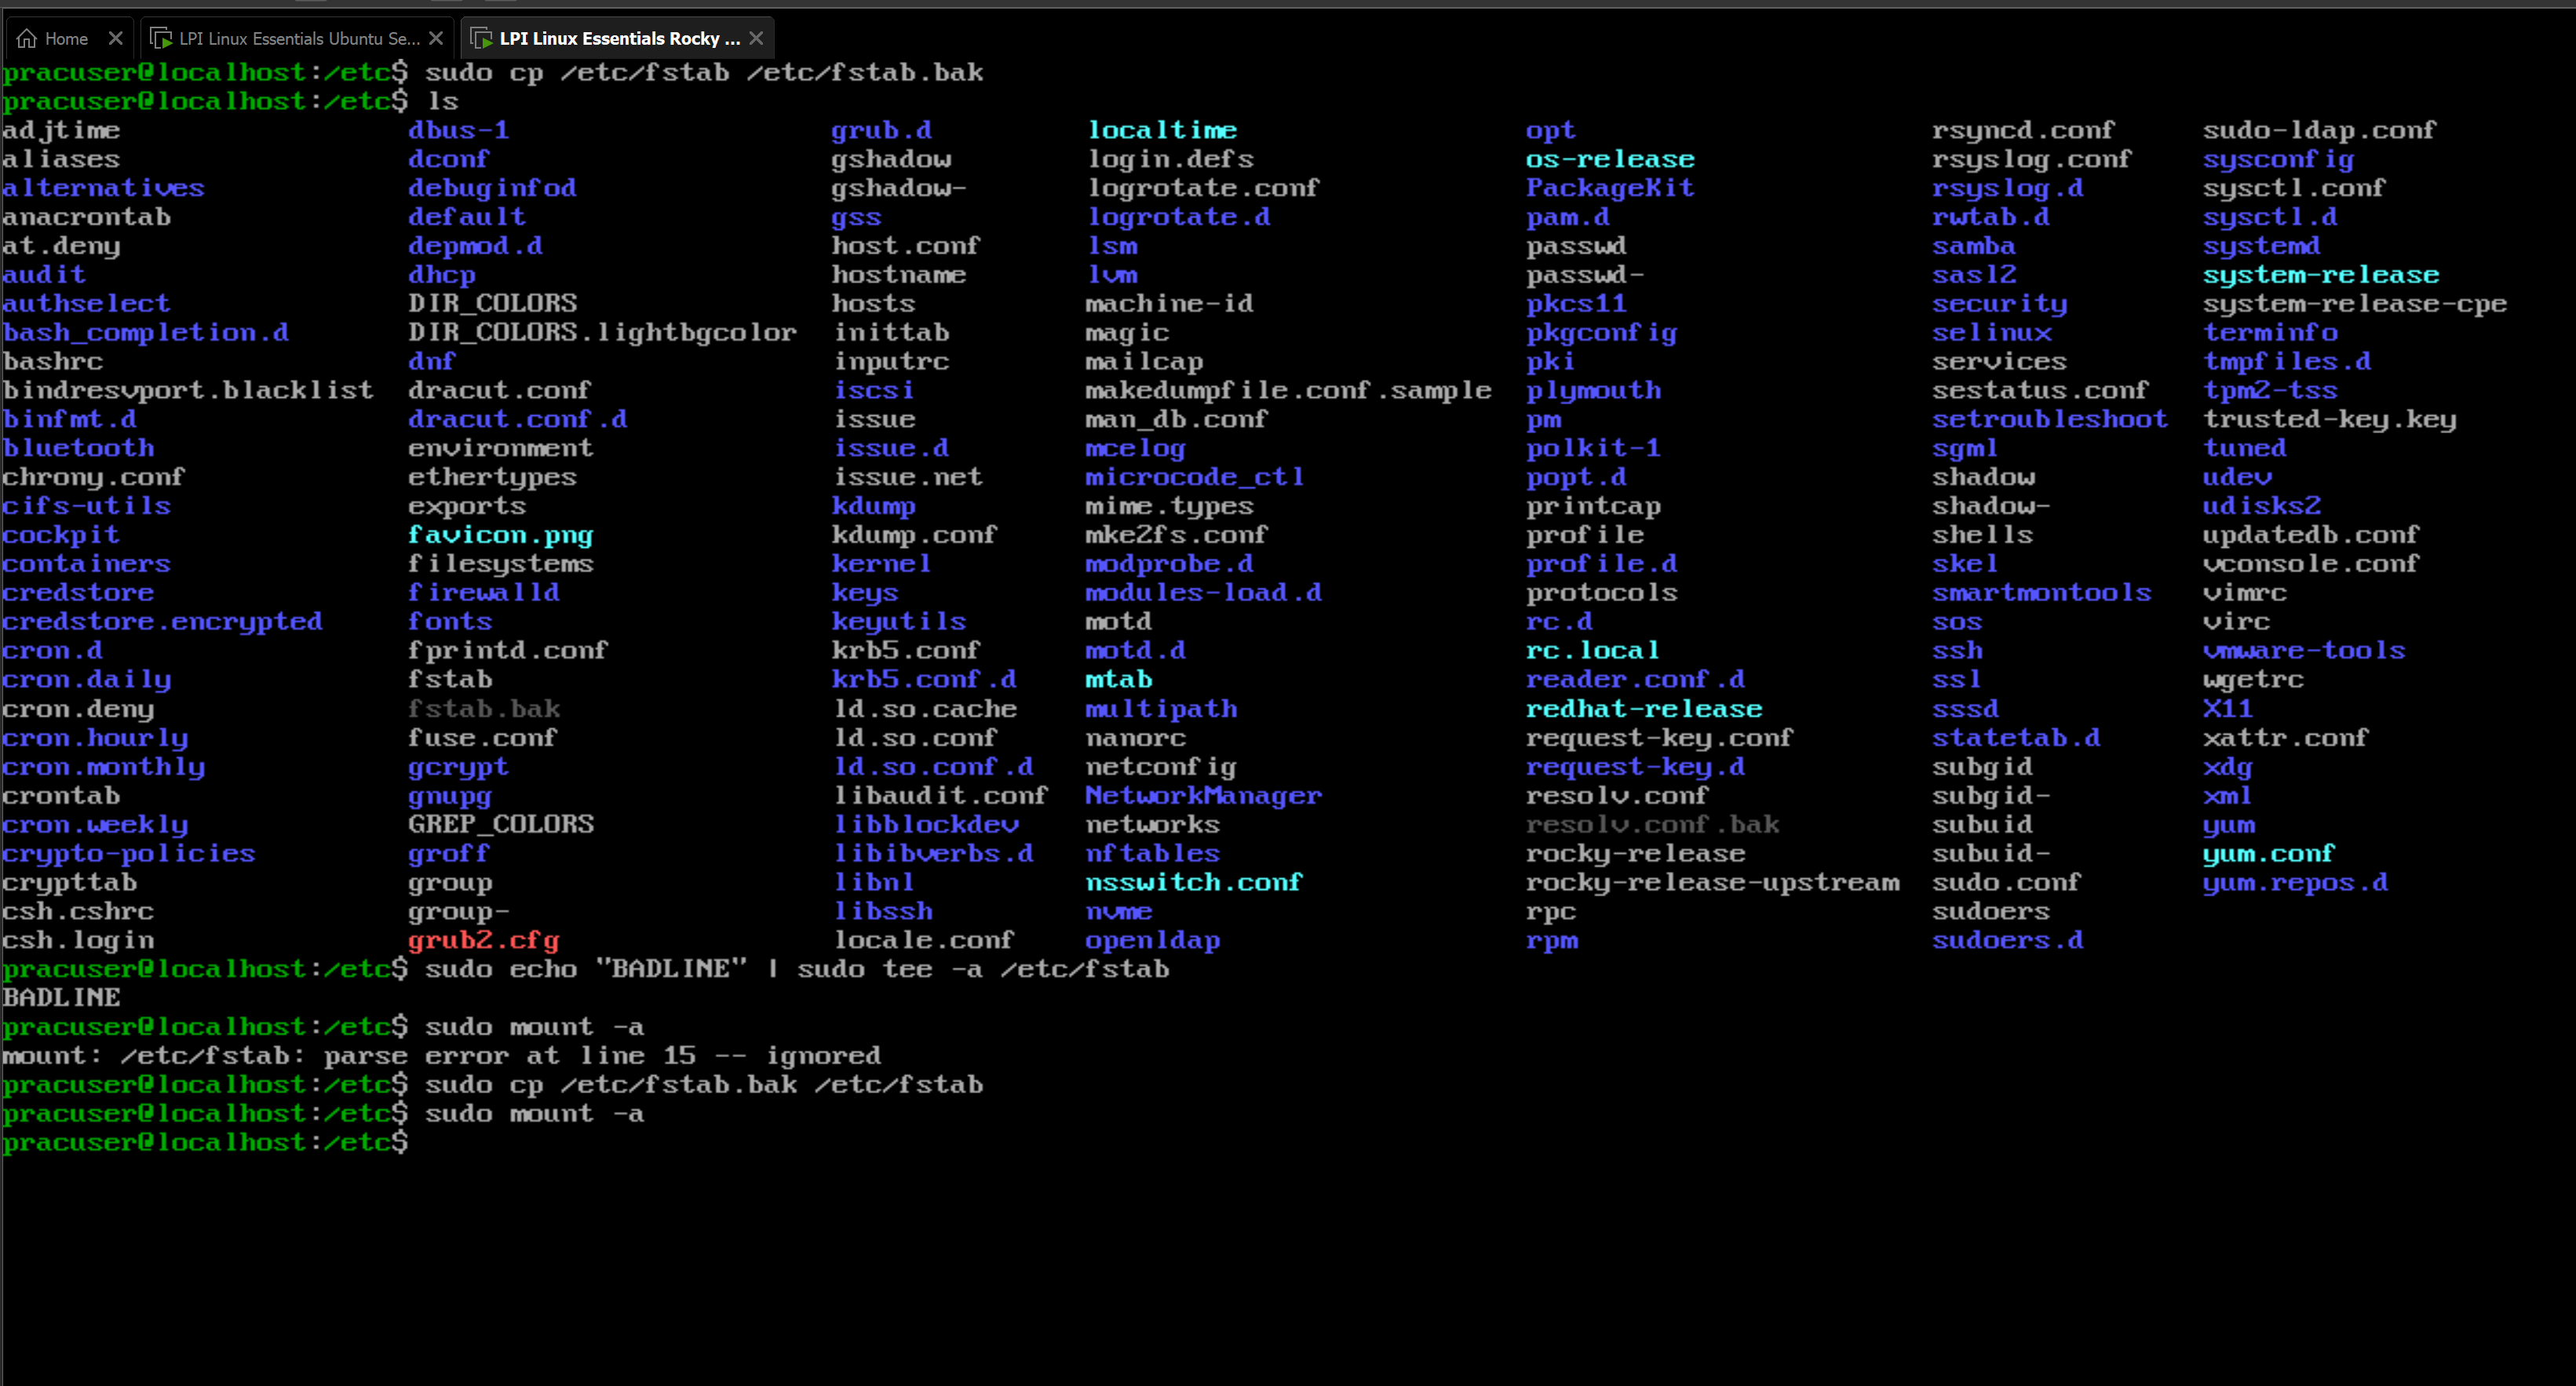 Home LPI Linux Essentials Ubuntu Se... LPI Linux Essentials Rocky ...
pracuser@localhost:/etc$ sudo cp /etc/fstab /etc/fstab.bak
pracuser@localhost:/etc$ ls
adjtime dbus-1 grub.d localtime opt rsyncd.conf sudo-ldap.conf
aliases dconf gshadow login.defs os-release rsyslog.conf sysconfig
alternatives debuginfod gshadow- logrotate.conf PackageKit rsyslog.d sysctl.conf
anacrontab default gss logrotate.d pam.d rwtab.d sysctl.d
at.deny depmod.d host.conf lsm passwd samba systemd
audit dhcp hostname lvm passwd- sasl2 system-release
authselect DIR_COLORS hosts machine-id pkcs11 security system-release-cpe
bash_completion.d DIR_COLORS.lightbgcolor inittab magic pkgconfig selinux terminfo
bashrc dnf inputrc mailcap pki services tmpfiles.d
bindresvport.blacklist dracut.conf iscsi makedumpfile.conf.sample plymouth sestatus.conf tpm2-tss
binfmt.d dracut.conf.d issue man_db.conf pm setroubleshoot trusted-key.key
bluetooth environment issue.d mcelog polkit-1 sgml tuned
chrony.conf ethertypes issue.net microcode_ctl popt.d shadow udev
cifs-utils exports kdump mime.types printcap shadow- udisks2
cockpit favicon.png kdump.conf mke2fs.conf profile shells updatedb.conf
containers filesystems kernel modprobe.d profile.d skel vconsole.conf
credstore firewalld keys modules-load.d protocols smartmontools vimrc
credstore.encrypted fonts keyutils motd rc.d sos virc
cron.d fprintd.conf krb5.conf motd.d rc.local ssh vmware-tools
cron.daily fstab krb5.conf.d mtab reader.conf.d ssl wgetrc
cron.deny fstab.bak ld.so.cache multipath redhat-release sssd X11
cron.hourly fuse.conf ld.so.conf nanorc request-key.conf statetab.d xattr.conf
cron.monthly gcrypt ld.so.conf.d netconfig request-key.d subgid xdg
crontab gnupg libaudit.conf NetworkManager resolv.conf subgid- xml
cron.weekly GREP_COLORS libblockdev networks resolv.conf.bak subuid yum
crypto-policies groff libibverbs.d nftables rocky-release subuid- yum.conf
crypttab group libnl nsswitch.conf rocky-release-upstream sudo.conf yum.repos.d
csh.cshrc group- libssh nvme rpc sudoers
csh.login grub2.cfg locale.conf openldap rpm sudoers.d
pracuser@localhost:/etc$ sudo echo "BADLINE" | sudo tee -a /etc/fstab
BADLINE
pracuser@localhost:/etc$ sudo mount -a
mount: /etc/fstab: parse error at line 15 -- ignored
pracuser@localhost:/etc$ sudo cp /etc/fstab.bak /etc/fstab
pracuser@localhost:/etc$ sudo mount -a
pracuser@localhost:/etc$